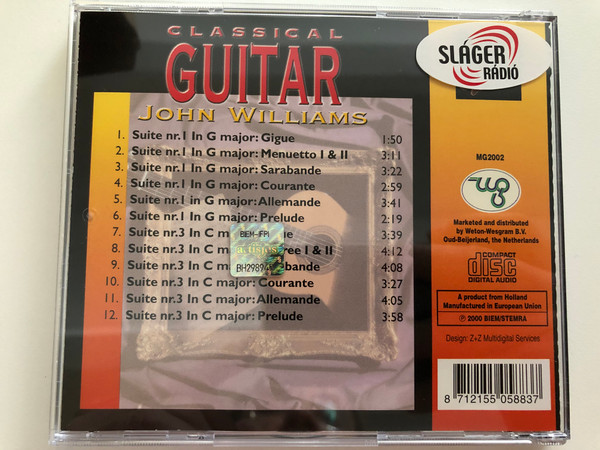 CLASSICAL
GUITAR
JOHN WILLIAMS
SLÁGER
RÁDIÓ
1. Suite nr.1 In G major: Gigue 1:50
2. Suite nr.1 In G major: Menuetto I & II 3:11
3. Suite nr.1 In G major: Sarabande 3:22
4. Suite nr.1 In G major: Courante 2:59
5. Suite nr.1 in G major: Allemande 3:41
6. Suite nr.1 In G major: Prelude 2:19
7. Suite nr.3 In C 3:39
8. Suite nr.3 In C I & II 4:12
9. Suite nr.3 In C 4:08
10. Suite nr.3 In C major: Courante 3:27
11. Suite nr.3 In C major: Allemande 4:05
12. Suite nr.3 In C major: Prelude 3:58
MG2002
Marketed and distributed
by Weton-Wesgram B.V.
Oud-Beijerland, the Netherlands
COMPACT
disc
DIGITAL AUDIO
A product from Holland
Manufactured in European Union
℗ 2000 BIEM/STEMRA
Design: Z+Z Multidigital Services
8 712155 058837